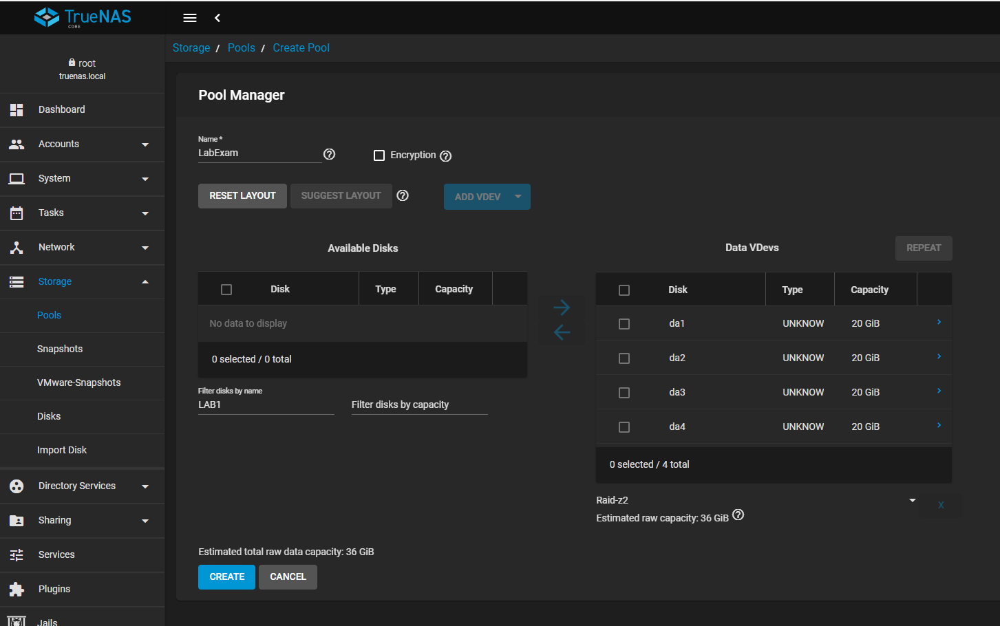 TrueNAS
CORE
Storage / Pools / Create Pool
root
truenas.local
Dashboard
Accounts
System
Tasks
Network
Storage
Pools
Snapshots
VMware-Snapshots
Disks
Import Disk
Directory Services
Sharing
Services
Plugins
Jails
Pool Manager
Name *
LabExam
Encryption
RESET LAYOUT SUGGEST LAYOUT ADD VDEV
Available Disks
Disk Type Capacity
No data to display
0 selected / 0 total
Filter disks by name
LAB1 Filter disks by capacity
Data VDevs REPEAT
Disk Type Capacity
da1 UNKNOW 20 GiB
da2 UNKNOW 20 GiB
da3 UNKNOW 20 GiB
da4 UNKNOW 20 GiB
0 selected / 4 total
Raid-z2 X
Estimated raw capacity: 36 GiB
Estimated total raw data capacity: 36 GiB
CREATE CANCEL